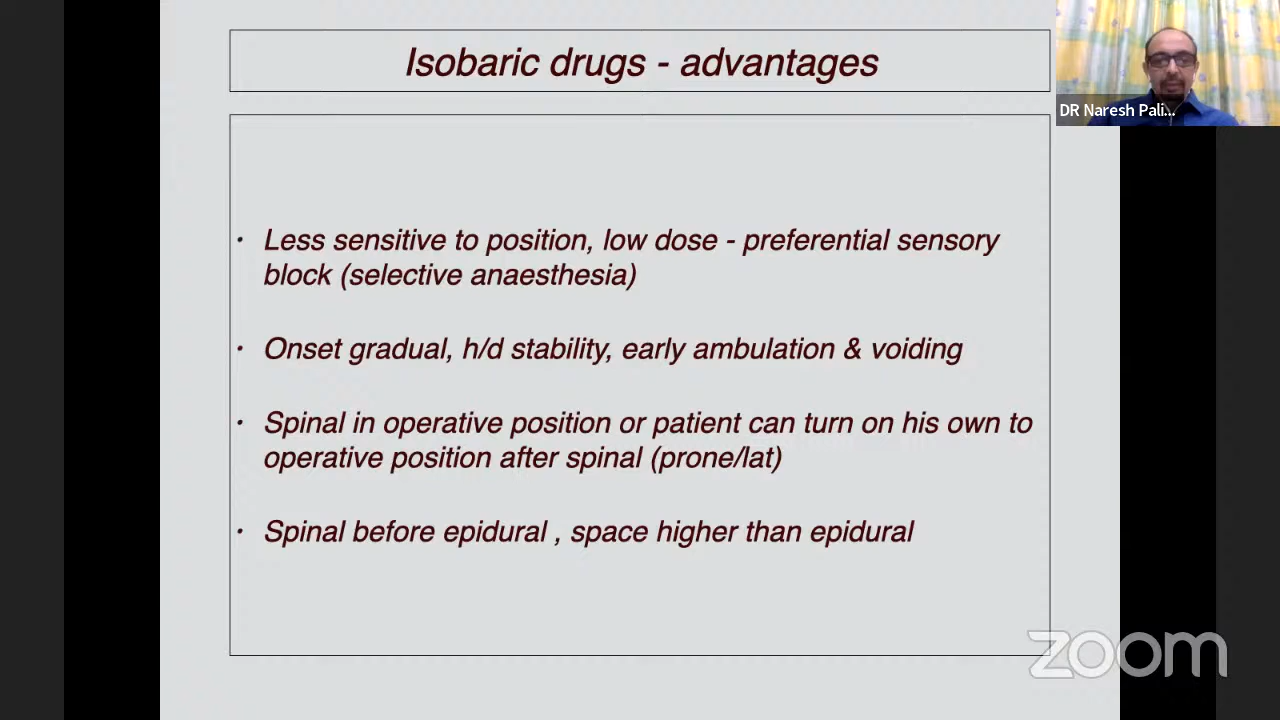 Isobaric drugs - advantages
DR Naresh Pali...
• Less sensitive to position, low dose - preferential sensory
block (selective anaesthesia)
• Onset gradual, h/d stability, early ambulation & voiding
• Spinal in operative position or patient can turn on his own to
operative position after spinal (prone/lat)
• Spinal before epidural , space higher than epidural
zoom